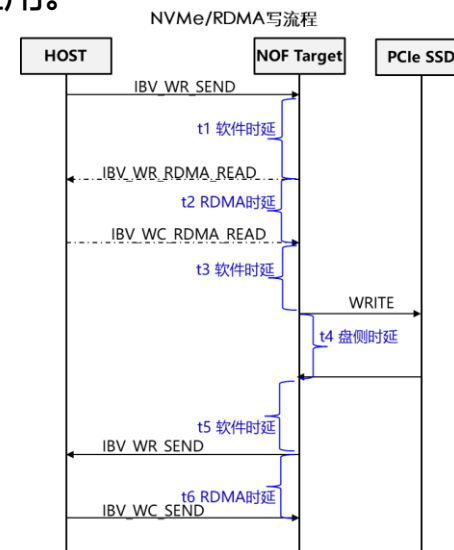 行。
NVMe/RDMA写流程
HOST
NOF Target
PCIe SSD
IBV_WR_SEND
t1 软件时延
IBV_WR_RDMA_READ
t2 RDMA时延
IBV_WC_RDMA_READ
t3 软件时延
WRITE
t4 盘侧时延
t5 软件时延
IBV_WR_SEND
t6 RDMA时延
IBV_WC_SEND